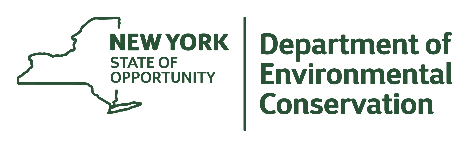 NEW YORK
STATE OF
OPPORTUNITY
Department of
Environmental
Conservation